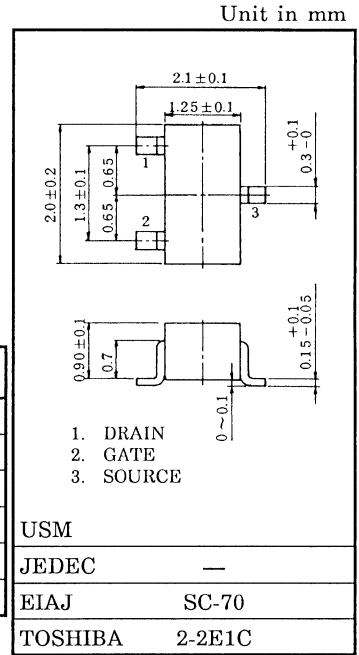 Unit in mm
2.1±0.1
1.25±0.1
+0.1
0.3-0
2.0±0.2
1.3±0.1
0.65
0.65
1
2
3
0.90±0.1
0.7
0~0.1
+0.1
0.15-0.05
1. DRAIN
2. GATE
3. SOURCE
USM
JEDEC —
EIAJ SC-70
TOSHIBA 2-2E1C